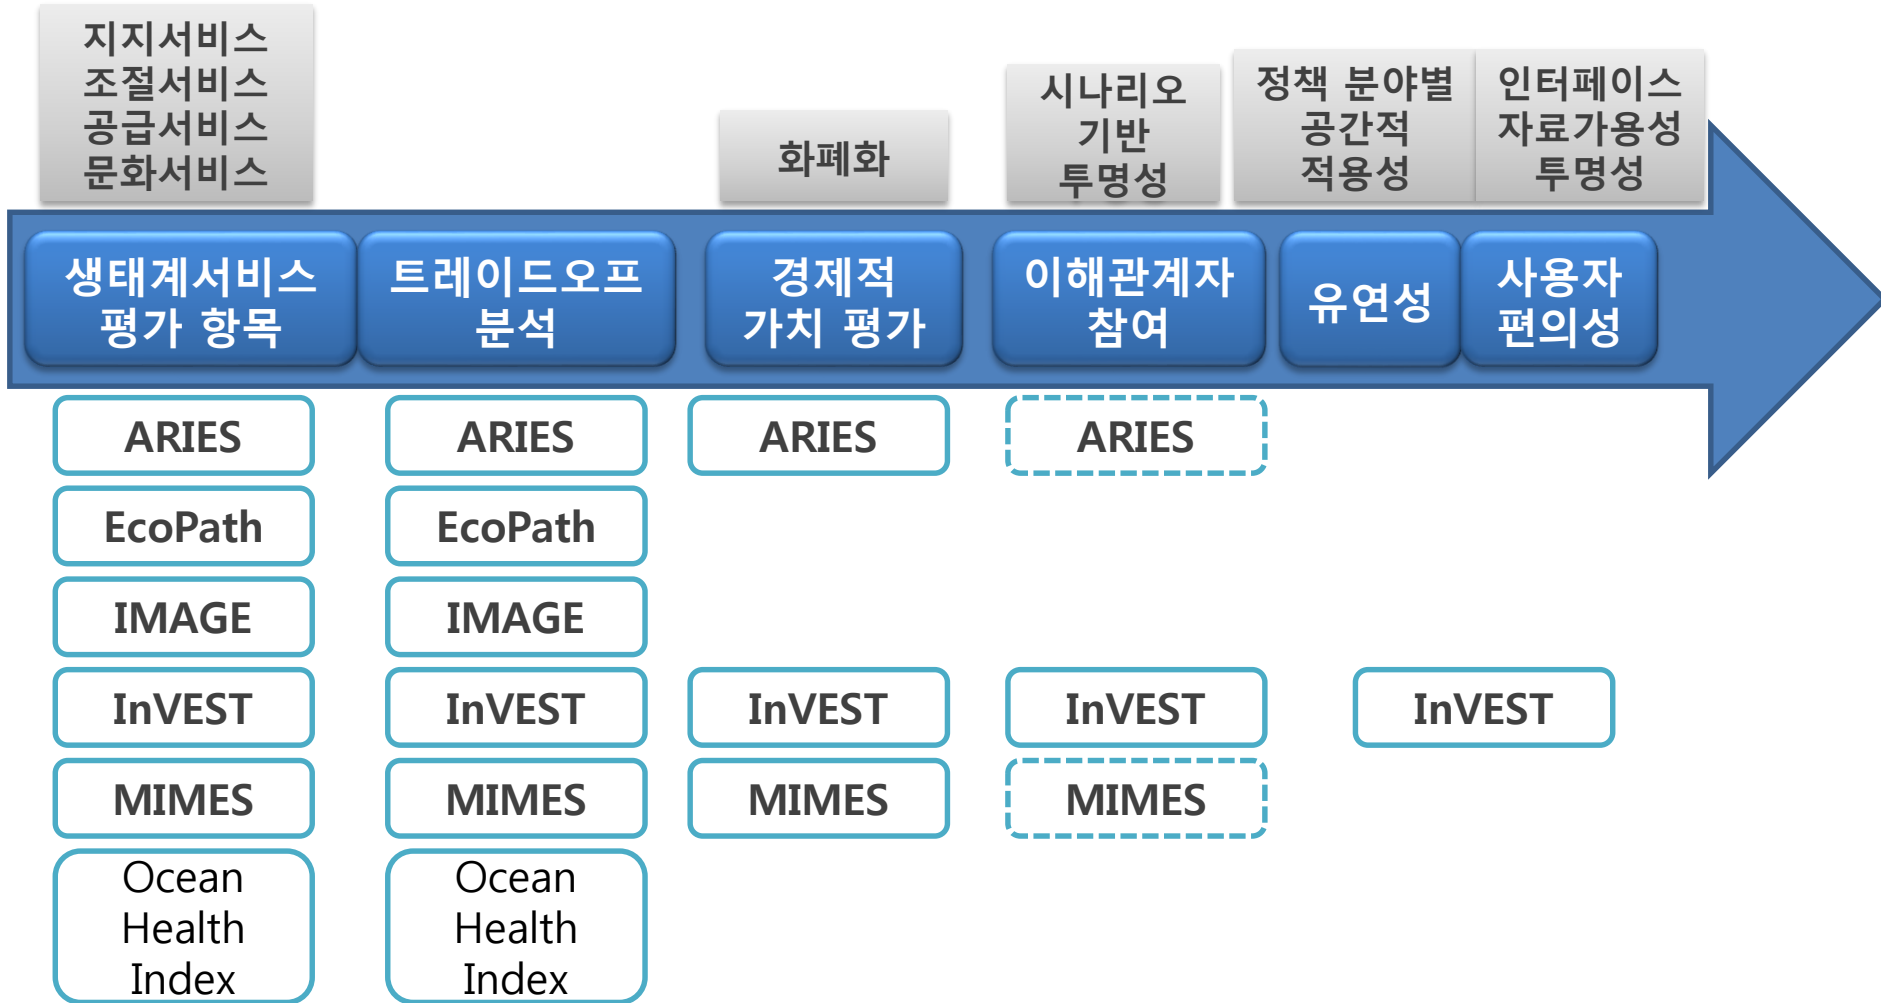 지지서비스
조절서비스
공급서비스
문화서비스
화폐화
시나리오
기반
투명성
정책 분야별
공간적
적용성
인터페이스
자료가용성
투명성
생태계서비스
평가 항목
트레이드오프
분석
경제적
가치 평가
이해관계자
참여
유연성
사용자
편의성
ARIES
ARIES
ARIES
ARIES
EcoPath
EcoPath
IMAGE
IMAGE
InVEST
InVEST
InVEST
InVEST
InVEST
MIMES
MIMES
MIMES
MIMES
Ocean
Health
Index
Ocean
Health
Index